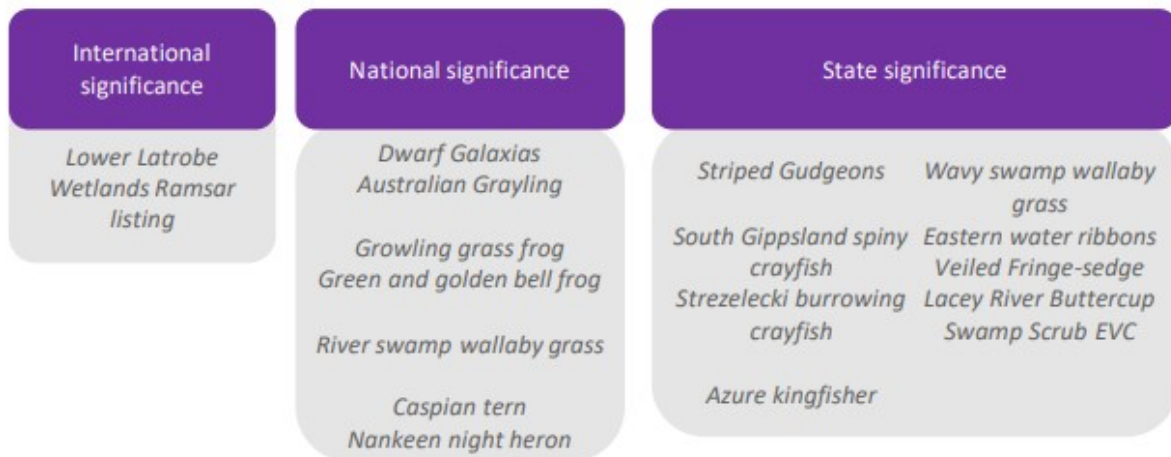 International
significance
Lower Latrobe
Wetlands Ramsar
listing
National significance
Dwarf Galaxias
Australian Grayling
Growling grass frog
Green and golden bell frog
River swamp wallaby grass
Caspian tern
Nankeen night heron
State significance
Striped Gudgeons
South Gippsland spiny
crayfish
Strezelecki burrowing
crayfish
Azure kingfisher
Wavy swamp wallaby
grass
Eastern water ribbons
Veiled Fringe-sedge
Lacey River Buttercup
Swamp Scrub EVC